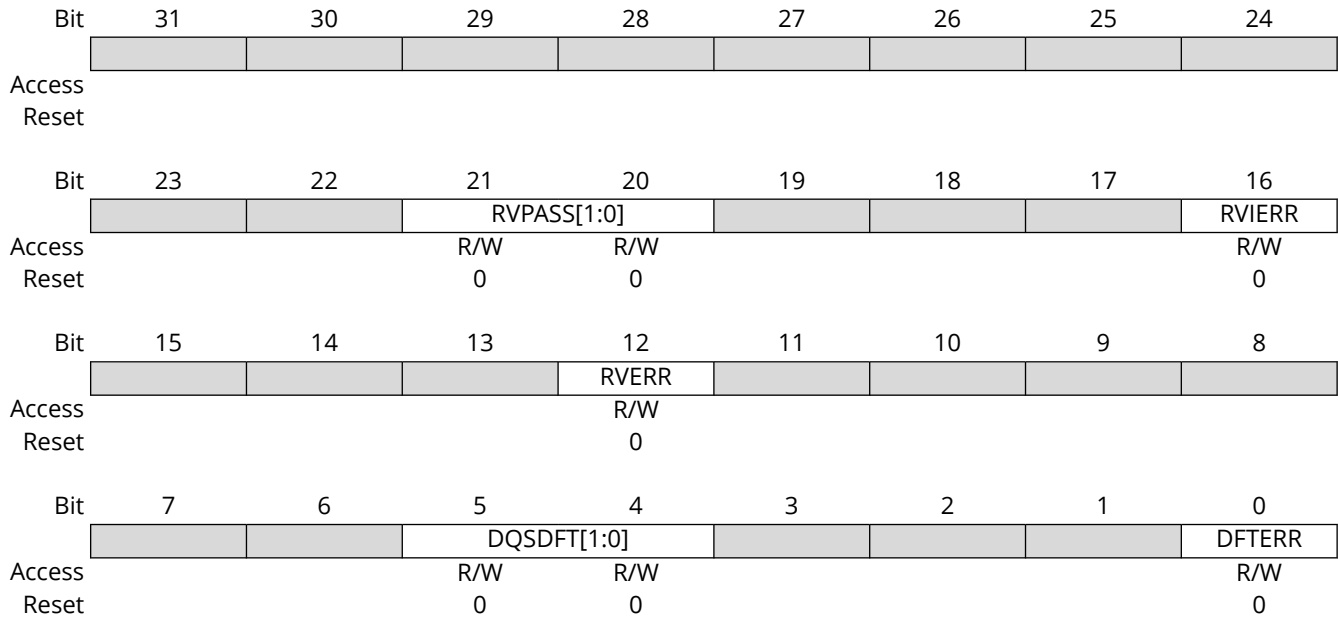 Bit 31 30 29 28 27 26 25 24
Access
Reset
Bit 23 22 21 20 19 18 17 16
RVPASS[1:0] RVIERR
Access R/W R/W R/W
Reset 0 0 0
Bit 15 14 13 12 11 10 9 8
RVERR
Access R/W
Reset 0
Bit 7 6 5 4 3 2 1 0
DQSDFT[1:0] DFTERR
Access R/W R/W R/W
Reset 0 0 0